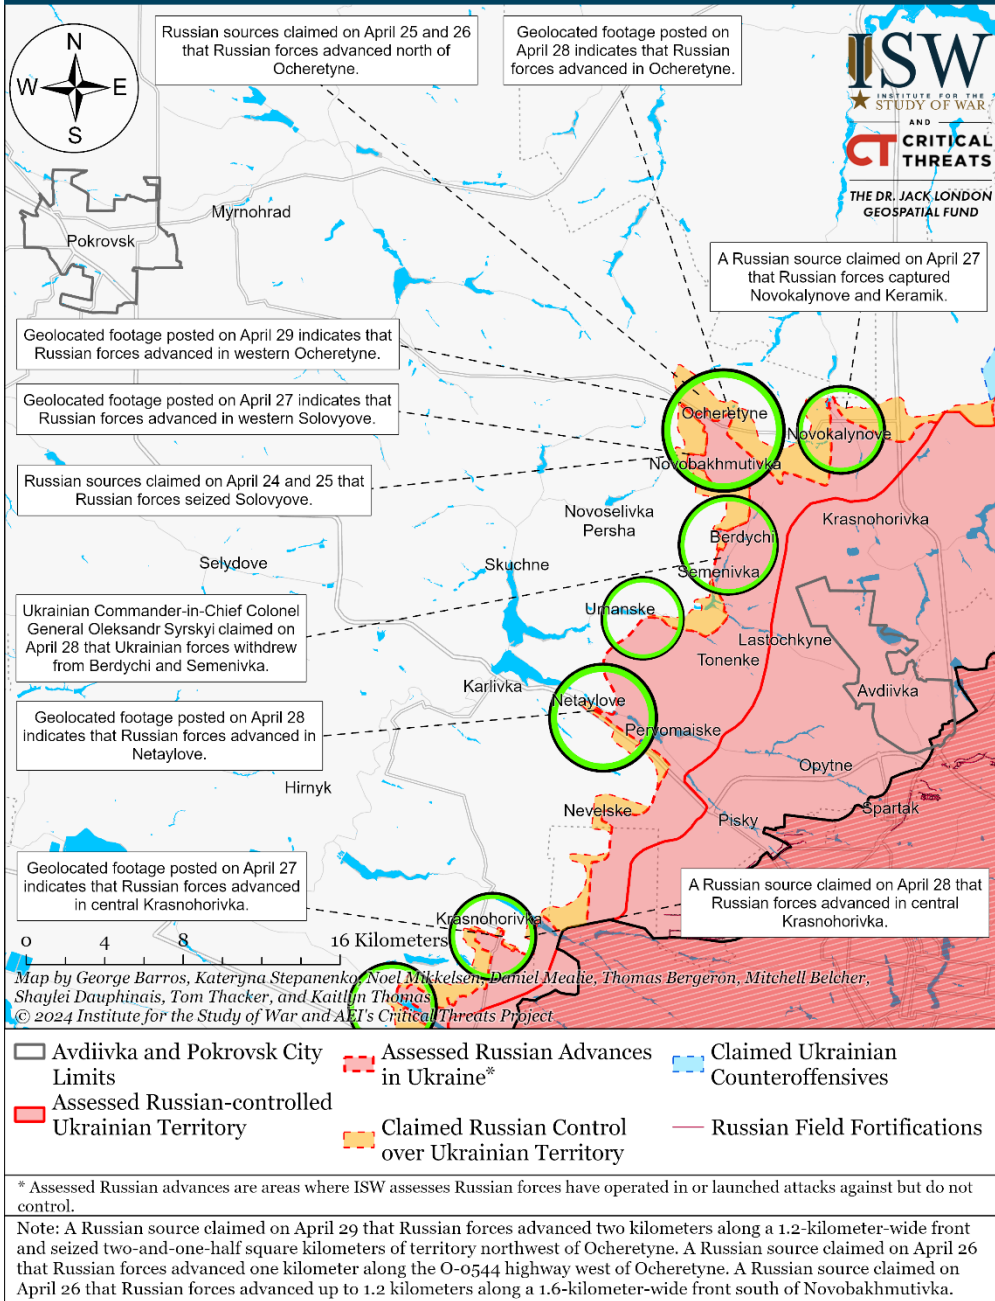 Russian sources claimed on April 25 and 26
that Russian forces advanced north of
Ocheretyne.
Geolocated footage posted on
April 28 indicates that Russian
forces advanced in Ocheretyne.
N
W
E
S
ISW
INSTITUTE FOR THE
STUDY OF WAR
AND
CT CRITICAL
THREATS
THE DR. JACK LONDON
GEOSPATIAL FUND
Myrnohrad
Pokrovsk
A Russian source claimed on April 27
that Russian forces captured
Novokalynove and Keramik.
Geolocated footage posted on April 29 indicates that
Russian forces advanced in western Ocheretyne.
Geolocated footage posted on April 27 indicates that
Russian forces advanced in western Solovyove.
Russian sources claimed on April 24 and 25 that
Russian forces seized Solovyove.
Ocheretyne
Novokalynove
Novobakhmutivka
Novoselivka
Persha
Krasnohorivka
Berdychi
Selydove
Skuchne
Semenivka
Ukrainian Commander-in-Chief Colonel
General Oleksandr Syrskyi claimed on
April 28 that Ukrainian forces withdrew
from Berdychi and Semenivka.
Umanske
Lastochkyne
Tonenke
Karlivka
Avdiivka
Netaylove
Geolocated footage posted on April 28
indicates that Russian forces advanced in
Netaylove.
Pervomaiske
Opytne
Hirnyk
Nevelske
Spartak
Pisky
Geolocated footage posted on April 27
indicates that Russian forces advanced
in central Krasnohorivka.
A Russian source claimed on April 28 that
Russian forces advanced in central
Krasnohorivka.
Krasnohorivka
0 4 8 16 Kilometers
Map by George Barros, Kateryna Stepanenko, Noel Mikkelsen, Daniel Mealie, Thomas Bergeron, Mitchell Belcher,
Shaylei Dauphinais, Tom Thacker, and Kaitlyn Thomas
© 2024 Institute for the Study of War and AEI's Critical Threats Project
Avdiivka and Pokrovsk City
Limits
Assessed Russian-controlled
Ukrainian Territory
Assessed Russian Advances
in Ukraine*
Claimed Russian Control
over Ukrainian Territory
Claimed Ukrainian
Counteroffensives
Russian Field Fortifications
* Assessed Russian advances are areas where ISW assesses Russian forces have operated in or launched attacks against but do not
control.
Note: A Russian source claimed on April 29 that Russian forces advanced two kilometers along a 1.2-kilometer-wide front
and seized two-and-one-half square kilometers of territory northwest of Ocheretyne. A Russian source claimed on April 26
that Russian forces advanced one kilometer along the O-0544 highway west of Ocheretyne. A Russian source claimed on
April 26 that Russian forces advanced up to 1.2 kilometers along a 1.6-kilometer-wide front south of Novobakhmutivka.